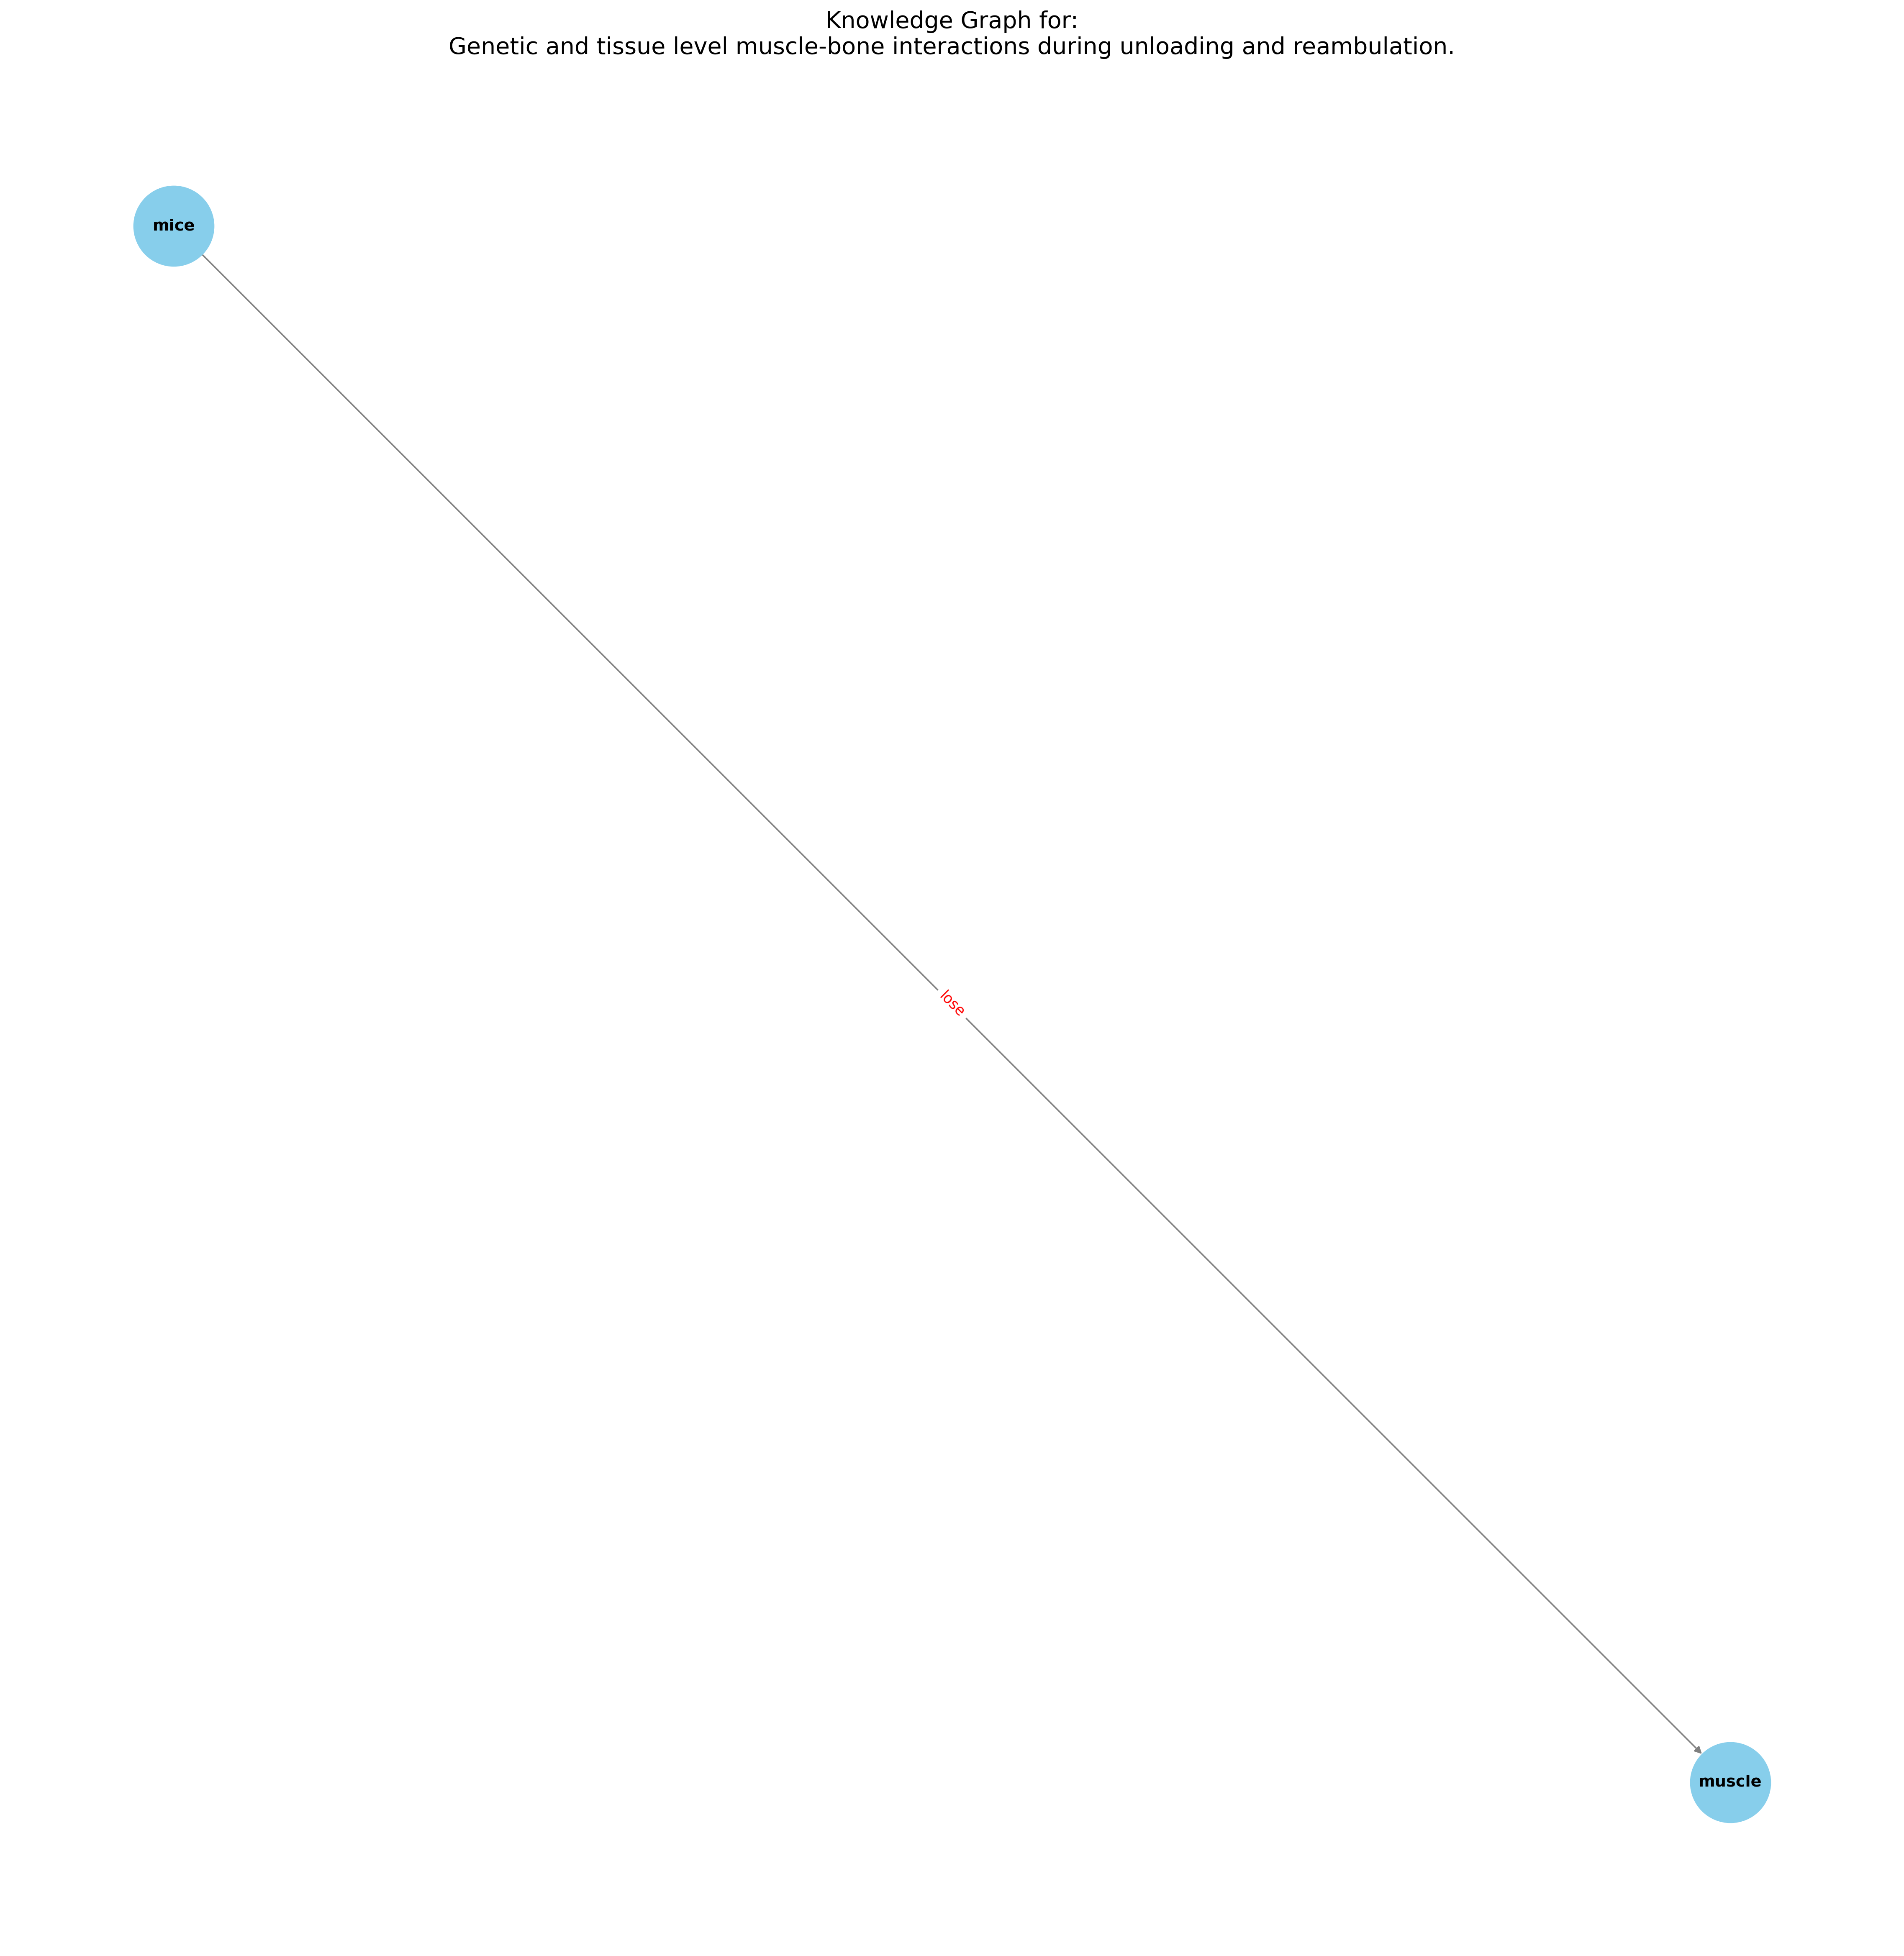 Knowledge Graph for:
Genetic and tissue level muscle-bone interactions during unloading and reambulation.
mice
lose
muscle